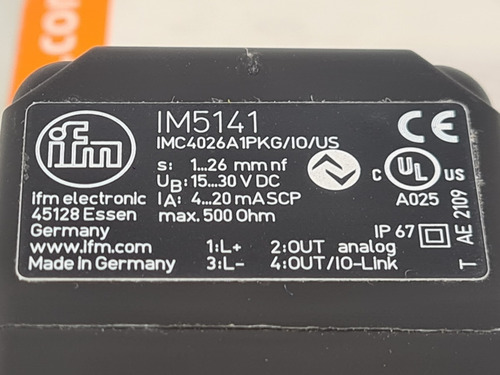 .com
ifm
IM5141
IMC4026A1PKG/IO/US
s: 1...26 mm nf
UB: 15...30 V DC
IA: 4...20 mA SCP
max. 500 Ohm
ifm electronic
45128 Essen
Germany
www.ifm.com
Made in Germany
1:L+ 2:OUT analog
3:L- 4:OUT/IO-Link
CE
C UL US
A025
IP 67
T AE 2109